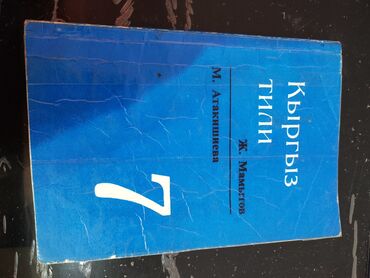 Кыргыз
тили
Ж. Мамытов
М. Атакишиева
7